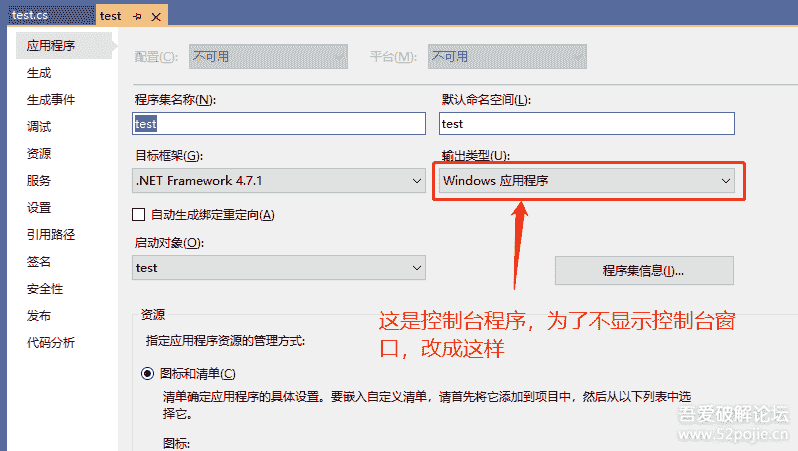 test.cs
test
应用程序
生成
生成事件
调试
资源
服务
设置
引用路径
签名
安全性
发布
代码分析
配置(C):
不可用
平台(M):
不可用
程序集名称(N):
默认命名空间(L):
test
test
目标框架(G):
输出类型(U):
.NET Framework 4.7.1
Windows 应用程序
自动生成绑定重定向(A)
启动对象(O):
test
程序集信息(I)...
这是控制台程序，为了不显示控制台窗
口，改成这样
资源
指定应用程序资源的管理方式:
图标和清单(C)
清单确定应用程序的具体设置。要嵌入自定义清单，请首先将它添加到项目中，然后从以下列表中选
择它。
图标:
吾爱破解论坛
www.52pojie.cn